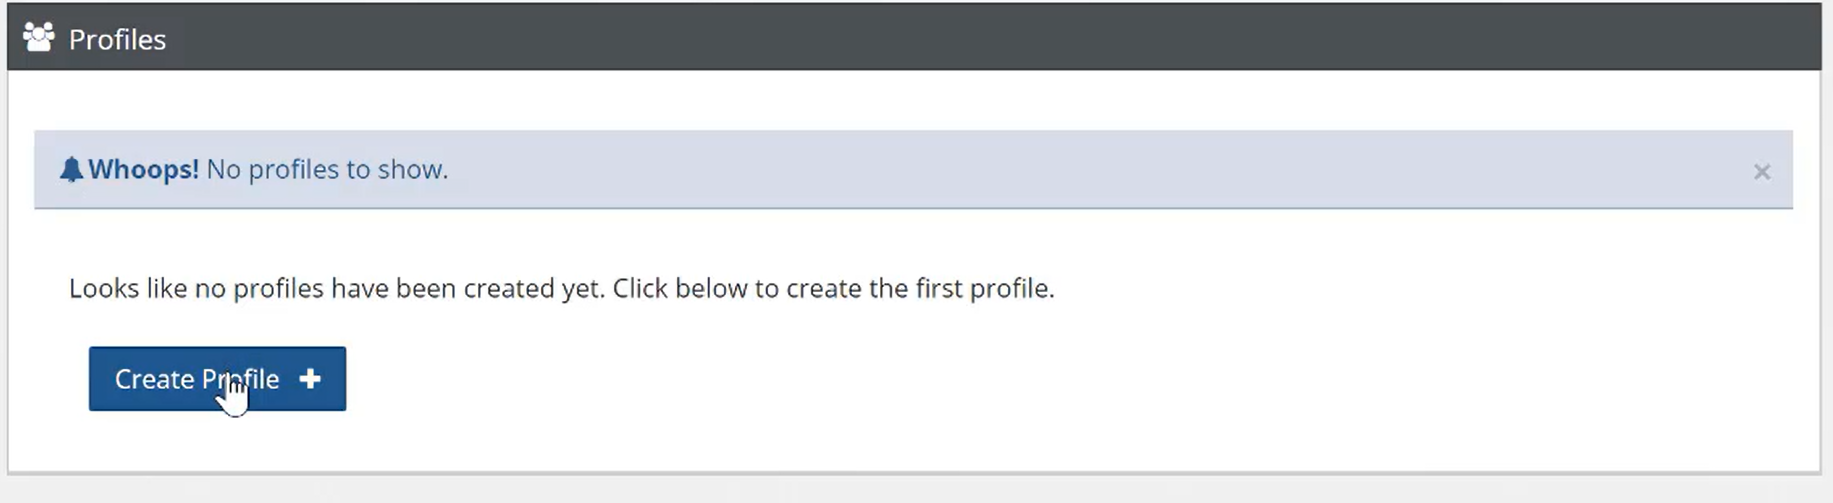 Profiles
Whoops! No profiles to show.
Looks like no profiles have been created yet. Click below to create the first profile.
Create Profile